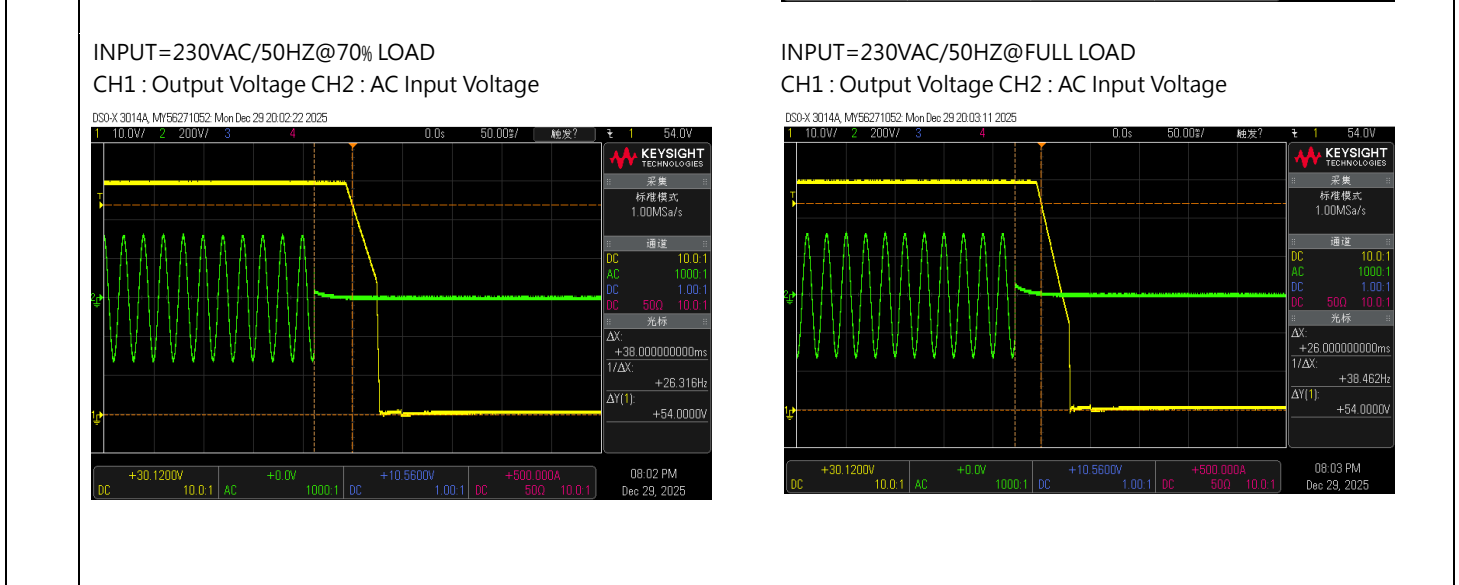 INPUT=230VAC/50HZ@70% LOAD
CH1 : Output Voltage CH2 : AC Input Voltage
DSO-X 3014A, MY56271052: Mon Dec 29 20:02:22 2025
1 10.0V/ 2 200V/ 3 4 0.0s 50.00%/ 触发? 1 54.0V
KEYSIGHT
TECHNOLOGIES
采集
标准模式
1.00MSa/s
通道
DC 10.0:1
AC 1000:1
DC 1.00:1
DC 50Ω 10.0:1
光标
ΔX:
+38.000000000ms
1/ΔX:
+26.316Hz
ΔY(1):
+54.0000V
T
2
1
+30.1200V +0.0V +10.5600V +500.000A
DC 10.0:1 AC 1000:1 DC 1.00:1 DC 50Ω 10.0:1
08:02 PM
Dec 29, 2025
INPUT=230VAC/50HZ@FULL LOAD
CH1 : Output Voltage CH2 : AC Input Voltage
DSO-X 3014A, MY56271052: Mon Dec 29 20:03:11 2025
1 10.0V/ 2 200V/ 3 4 0.0s 50.00%/ 触发? 1 54.0V
KEYSIGHT
TECHNOLOGIES
采集
标准模式
1.00MSa/s
通道
DC 10.0:1
AC 1000:1
DC 1.00:1
DC 50Ω 10.0:1
光标
ΔX:
+26.000000000ms
1/ΔX:
+38.462Hz
ΔY(1):
+54.0000V
T
2
1
+30.1200V +0.0V +10.5600V +500.000A
DC 10.0:1 AC 1000:1 DC 1.00:1 DC 50Ω 10.0:1
08:03 PM
Dec 29, 2025